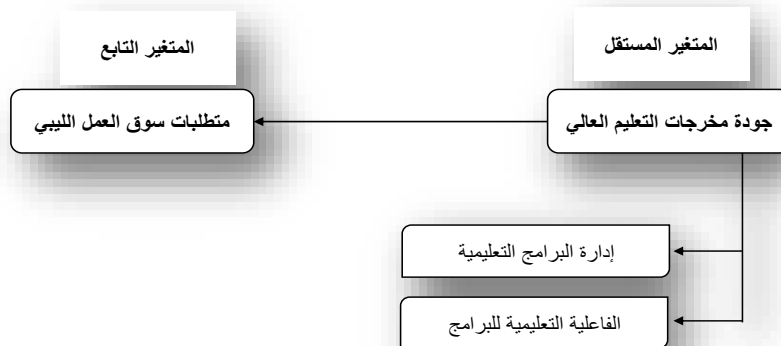 المتغير المستقل
المتغير التابع
جودة مخرجات التعليم العالي
متطلبات سوق العمل الليبي
إدارة البرامج التعليمية
الفاعلية التعليمية للبرامج